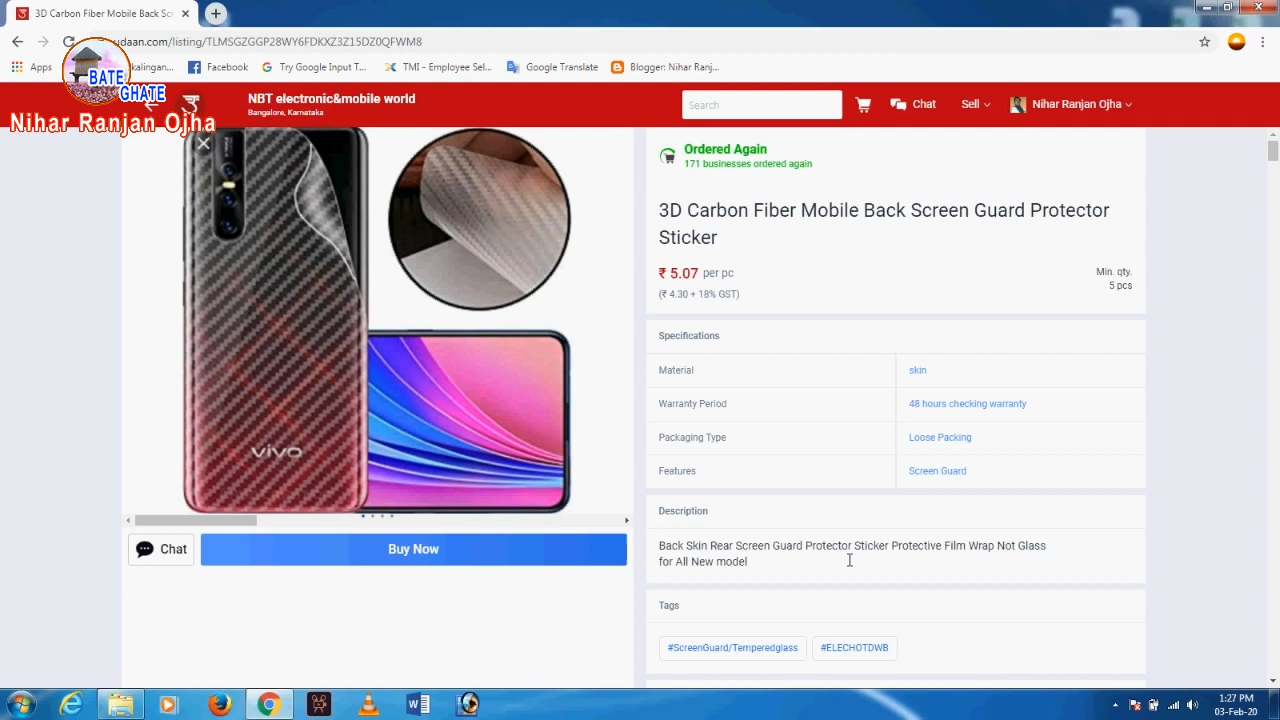 3D Carbon Fiber Mobile Back Scr
udaan.com/listing/TLMSGZGGP28WY6FDKXZ3Z15DZ0QFWM8
Apps
kalingan...
Facebook
Try Google Input T...
TMI - Employee Sel...
Google Translate
Blogger: Nihar Ranj...
BATE
GHATE
Nihar Ranjan Ojha
NBT electronic&mobile world
Bangalore, Karnataka
Search
Chat
Sell
Nihar Ranjan Ojha
Ordered Again
171 businesses ordered again
3D Carbon Fiber Mobile Back Screen Guard Protector
Sticker
₹ 5.07 per pc
(₹ 4.30 + 18% GST)
Min. qty.
5 pcs
vivo
Chat
Buy Now
Specifications
Material skin
Warranty Period 48 hours checking warranty
Packaging Type Loose Packing
Features Screen Guard
Description
Back Skin Rear Screen Guard Protector Sticker Protective Film Wrap Not Glass
for All New model
Tags
#ScreenGuard/Temperedglass #ELECHOTDWB
1:27 PM
03-Feb-20